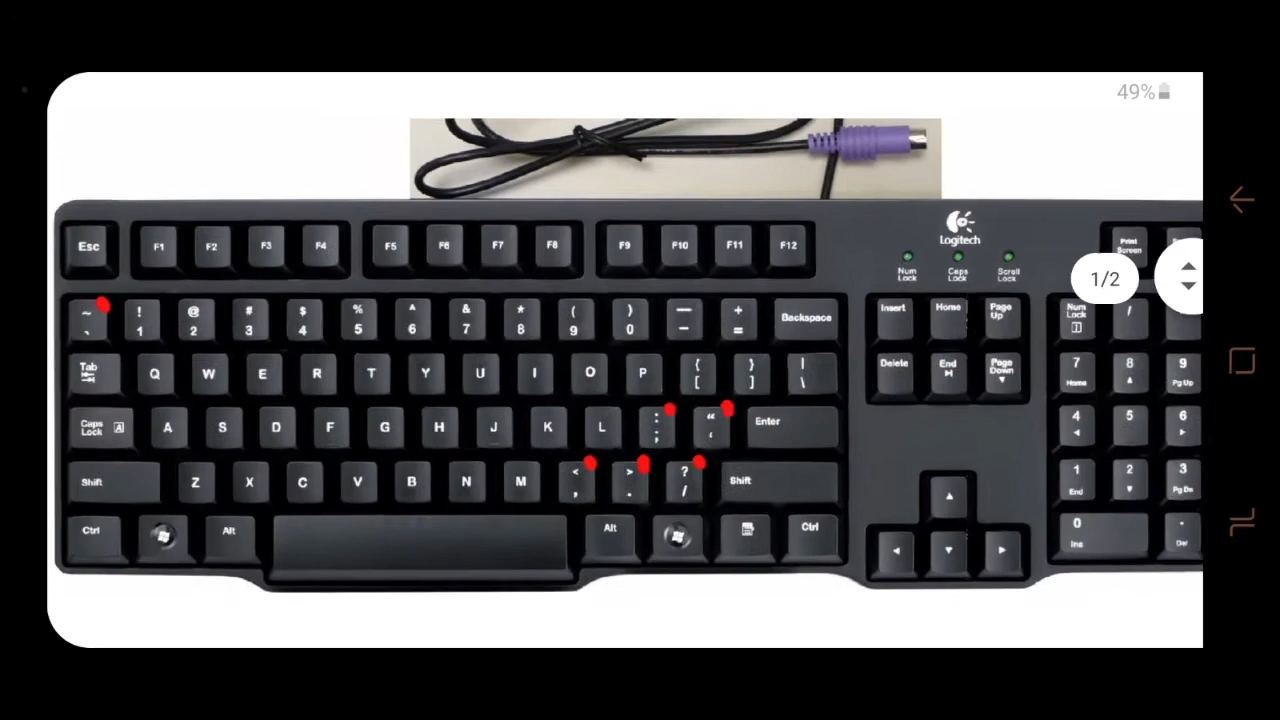 49%
Logitech
Esc F1 F2 F3 F4 F5 F6 F7 F8 F9 F10 F11 F12 Print Screen
Num Lock Caps Lock Scroll Lock
1/2
~ ! @ # $ % ^ & * ( ) — +
` 1 2 3 4 5 6 7 8 9 0 - = Backspace Insert Home Page Up Num Lock /
Tab Q W E R T Y U I O P { [ } ] | \ Delete End Page Down 7 Home 8 9 Pg Up
Caps Lock A A S D F G H J K L : ; “ ‘ Enter 4 5 6
Shift Z X C V B N M < , > . ? / Shift 1 End 2 3 Pg Dn
Ctrl Alt Alt Ctrl 0 Ins . Del